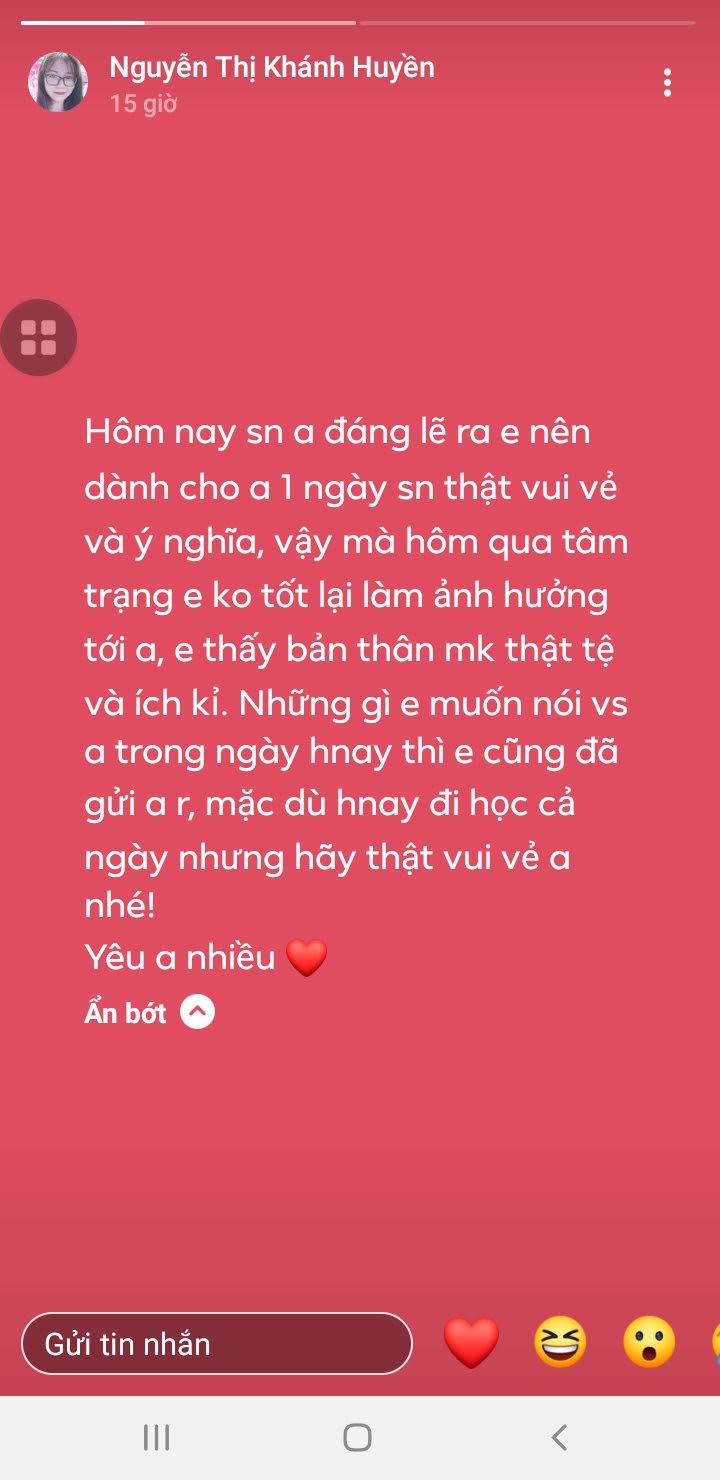 Nguyễn Thị Khánh Huyền
15 giờ
Hôm nay sn a đáng lẽ ra e nên
dành cho a 1 ngày sn thật vui vẻ
và ý nghĩa, vậy mà hôm qua tâm
trạng e ko tốt lại làm ảnh hưởng
tới a, e thấy bản thân mk thật tệ
và ích kỉ. Những gì e muốn nói vs
a trong ngày hnay thì e cũng đã
gửi a r, mặc dù hnay đi học cả
ngày nhưng hãy thật vui vẻ a
nhé!
Yêu a nhiều ❤️
Ẩn bớt
Gửi tin nhắn